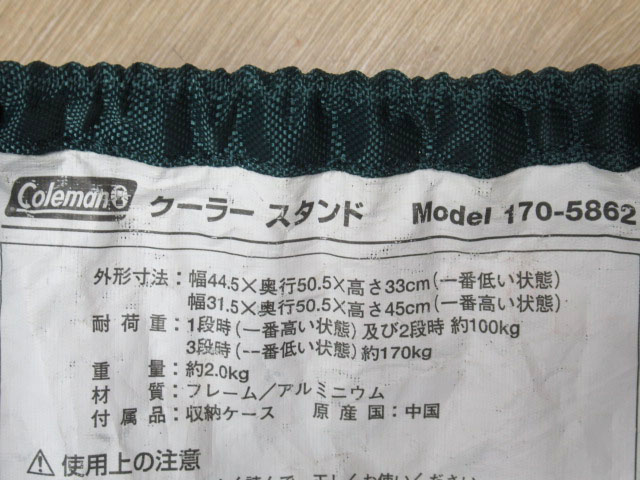 Coleman クーラー スタンド Model 170-5862
外形寸法：幅44.5×奥行50.5×高さ33cm(一番低い状態)
幅31.5×奥行50.5×高さ45cm(一番高い状態)
耐荷重：1段時(一番高い状態)及び2段時 約100kg
3段時(一番低い状態)約170kg
重量：約2.0kg
材質：フレーム／アルミニウム
付属品：収納ケース 原産国：中国
⚠使用上の注意